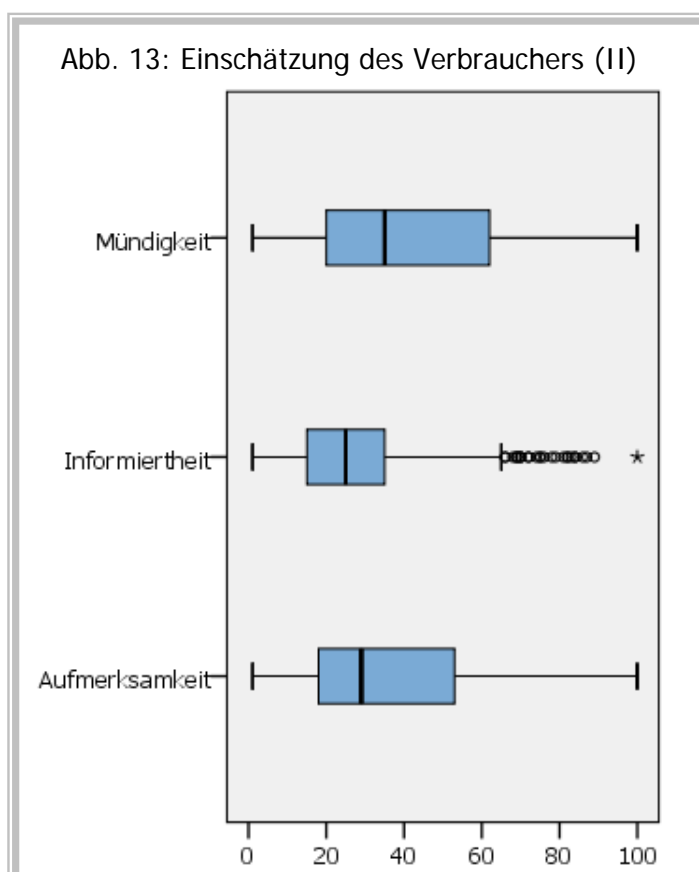 Abb. 13: Einschätzung des Verbrauchers (II)
Mündigkeit
Informiertheit
Aufmerksamkeit
0 20 40 60 80 100